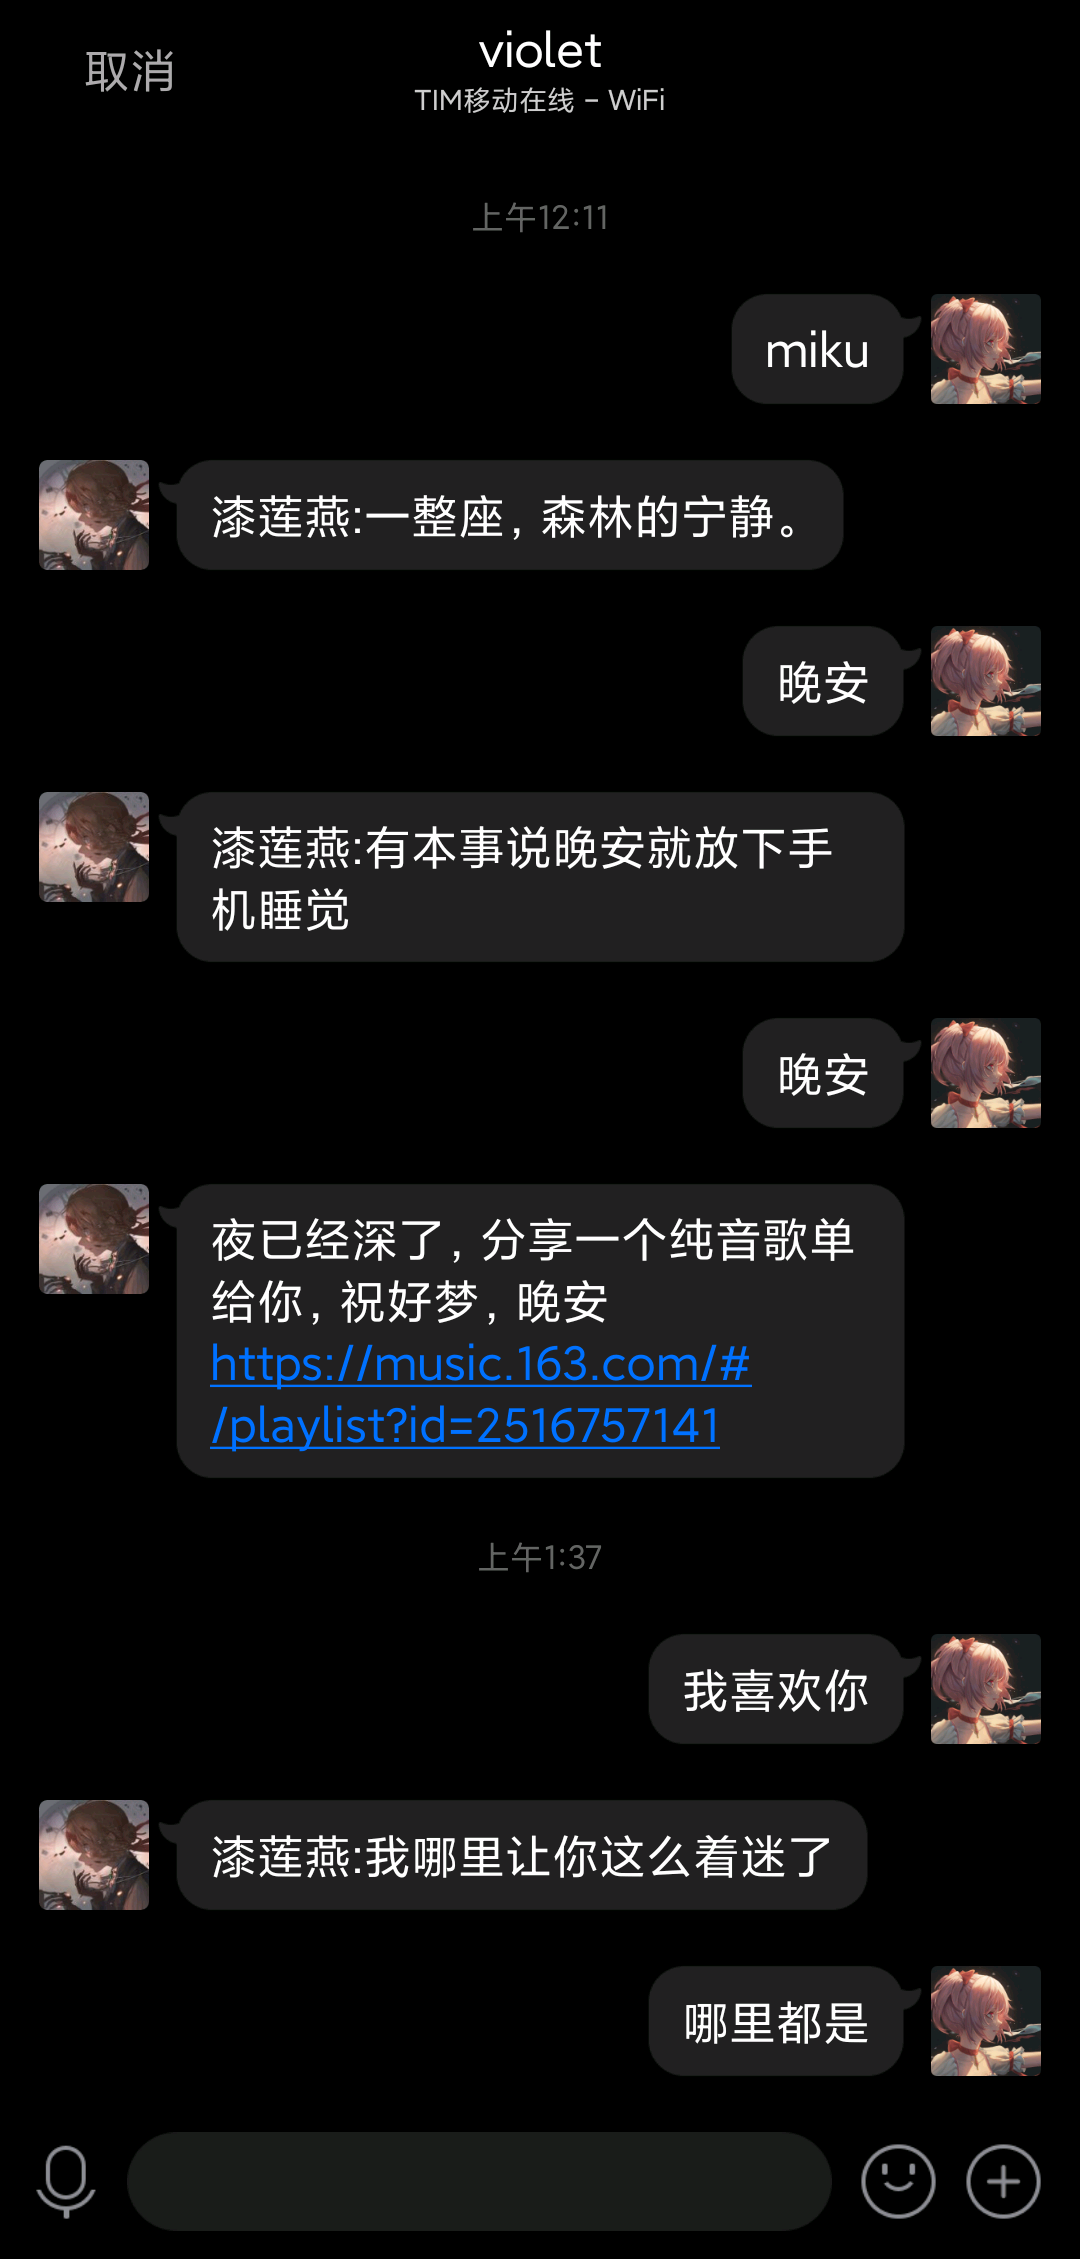 取消
violet
TIM移动在线 – WiFi
上午12:11
miku
漆莲燕:一整座, 森林的宁静。
晚安
漆莲燕:有本事说晚安就放下手
机睡觉
晚安
夜已经深了, 分享一个纯音歌单
给你, 祝好梦, 晚安
https://music.163.com/#
/playlist?id=2516757141
上午1:37
我喜欢你
漆莲燕:我哪里让你这么着迷了
哪里都是